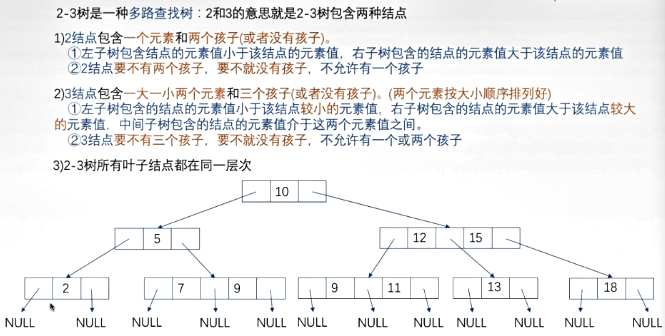 2-3树是一种多路查找树：2和3的意思就是2-3树包含两种结点
1)2结点包含一个元素和两个孩子(或者没有孩子)。
①左子树包含结点的元素值小于该结点的元素值，右子树包含的结点的元素值大于该结点的元素值
②2结点要不有两个孩子，要不就没有孩子，不允许有一个孩子
2)3结点包含一大一小两个元素和三个孩子(或者没有孩子)。(两个元素按大小顺序排列好)
①左子树包含的结点的元素值小于该结点较小的元素值，右子树包含的结点的元素值大于该结点较大
的元素值，中间子树包含的结点的元素值介于这两个元素值之间。
②3结点要不有三个孩子，要不就没有孩子，不允许有一个或两个孩子
3)2-3树所有叶子结点都在同一层次
10
5 12 15
2 7 9 9 11 13 18
NULL NULL NULL NULL NULL NULL NULL NULL NULL NULL NULL NULL